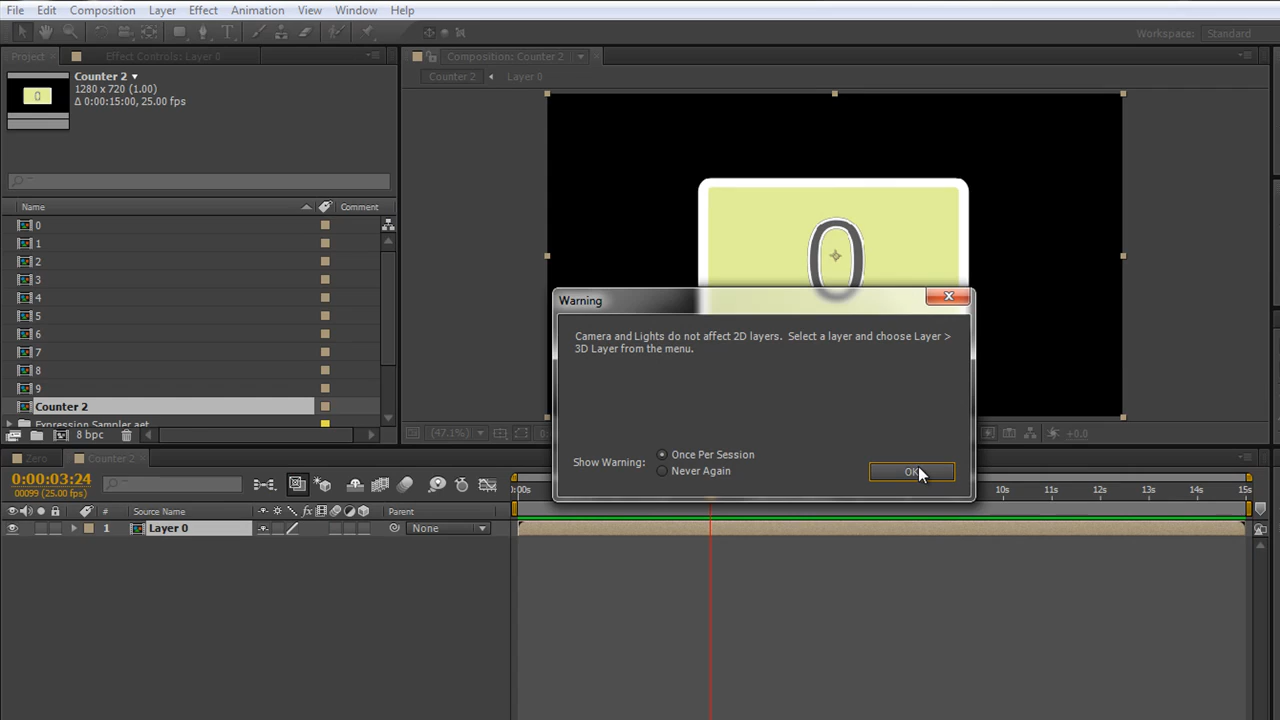 File Edit Composition Layer Effect Animation View Window Help
Workspace: Standard
Project Effect Controls: Layer 0
Composition: Counter 2
Counter 2
1280 x 720 (1.00)
Δ 0:00:15:00, 25.00 fps
Counter 2 Layer 0
Name Comment
0
1
2
3
4
5
6
7
8
9
Counter 2
Expression Sampler.aet
8 bpc
0
Warning
Camera and Lights do not affect 2D layers. Select a layer and choose Layer >
3D Layer from the menu.
Show Warning:
Once Per Session
Never Again
OK
(47.1%)
+0.0
Zero Counter 2
0:00:03:24
00099 (25.00 fps)
:00s 10s 11s 12s 13s 14s 15s
# Source Name Parent
1 Layer 0 None